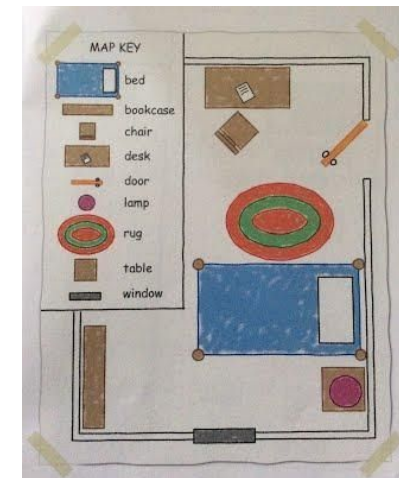 MAP KEY
bed
bookcase
chair
desk
door
lamp
rug
table
window